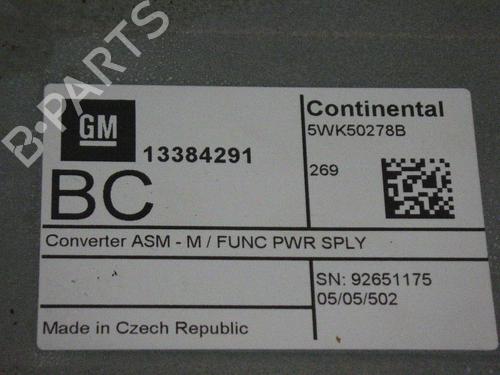 B-PARTS
GM
13384291
BC
Continental
5WK50278B
269
Converter ASM - M / FUNC PWR SPLY
SN: 92651175
05/05/502
Made in Czech Republic